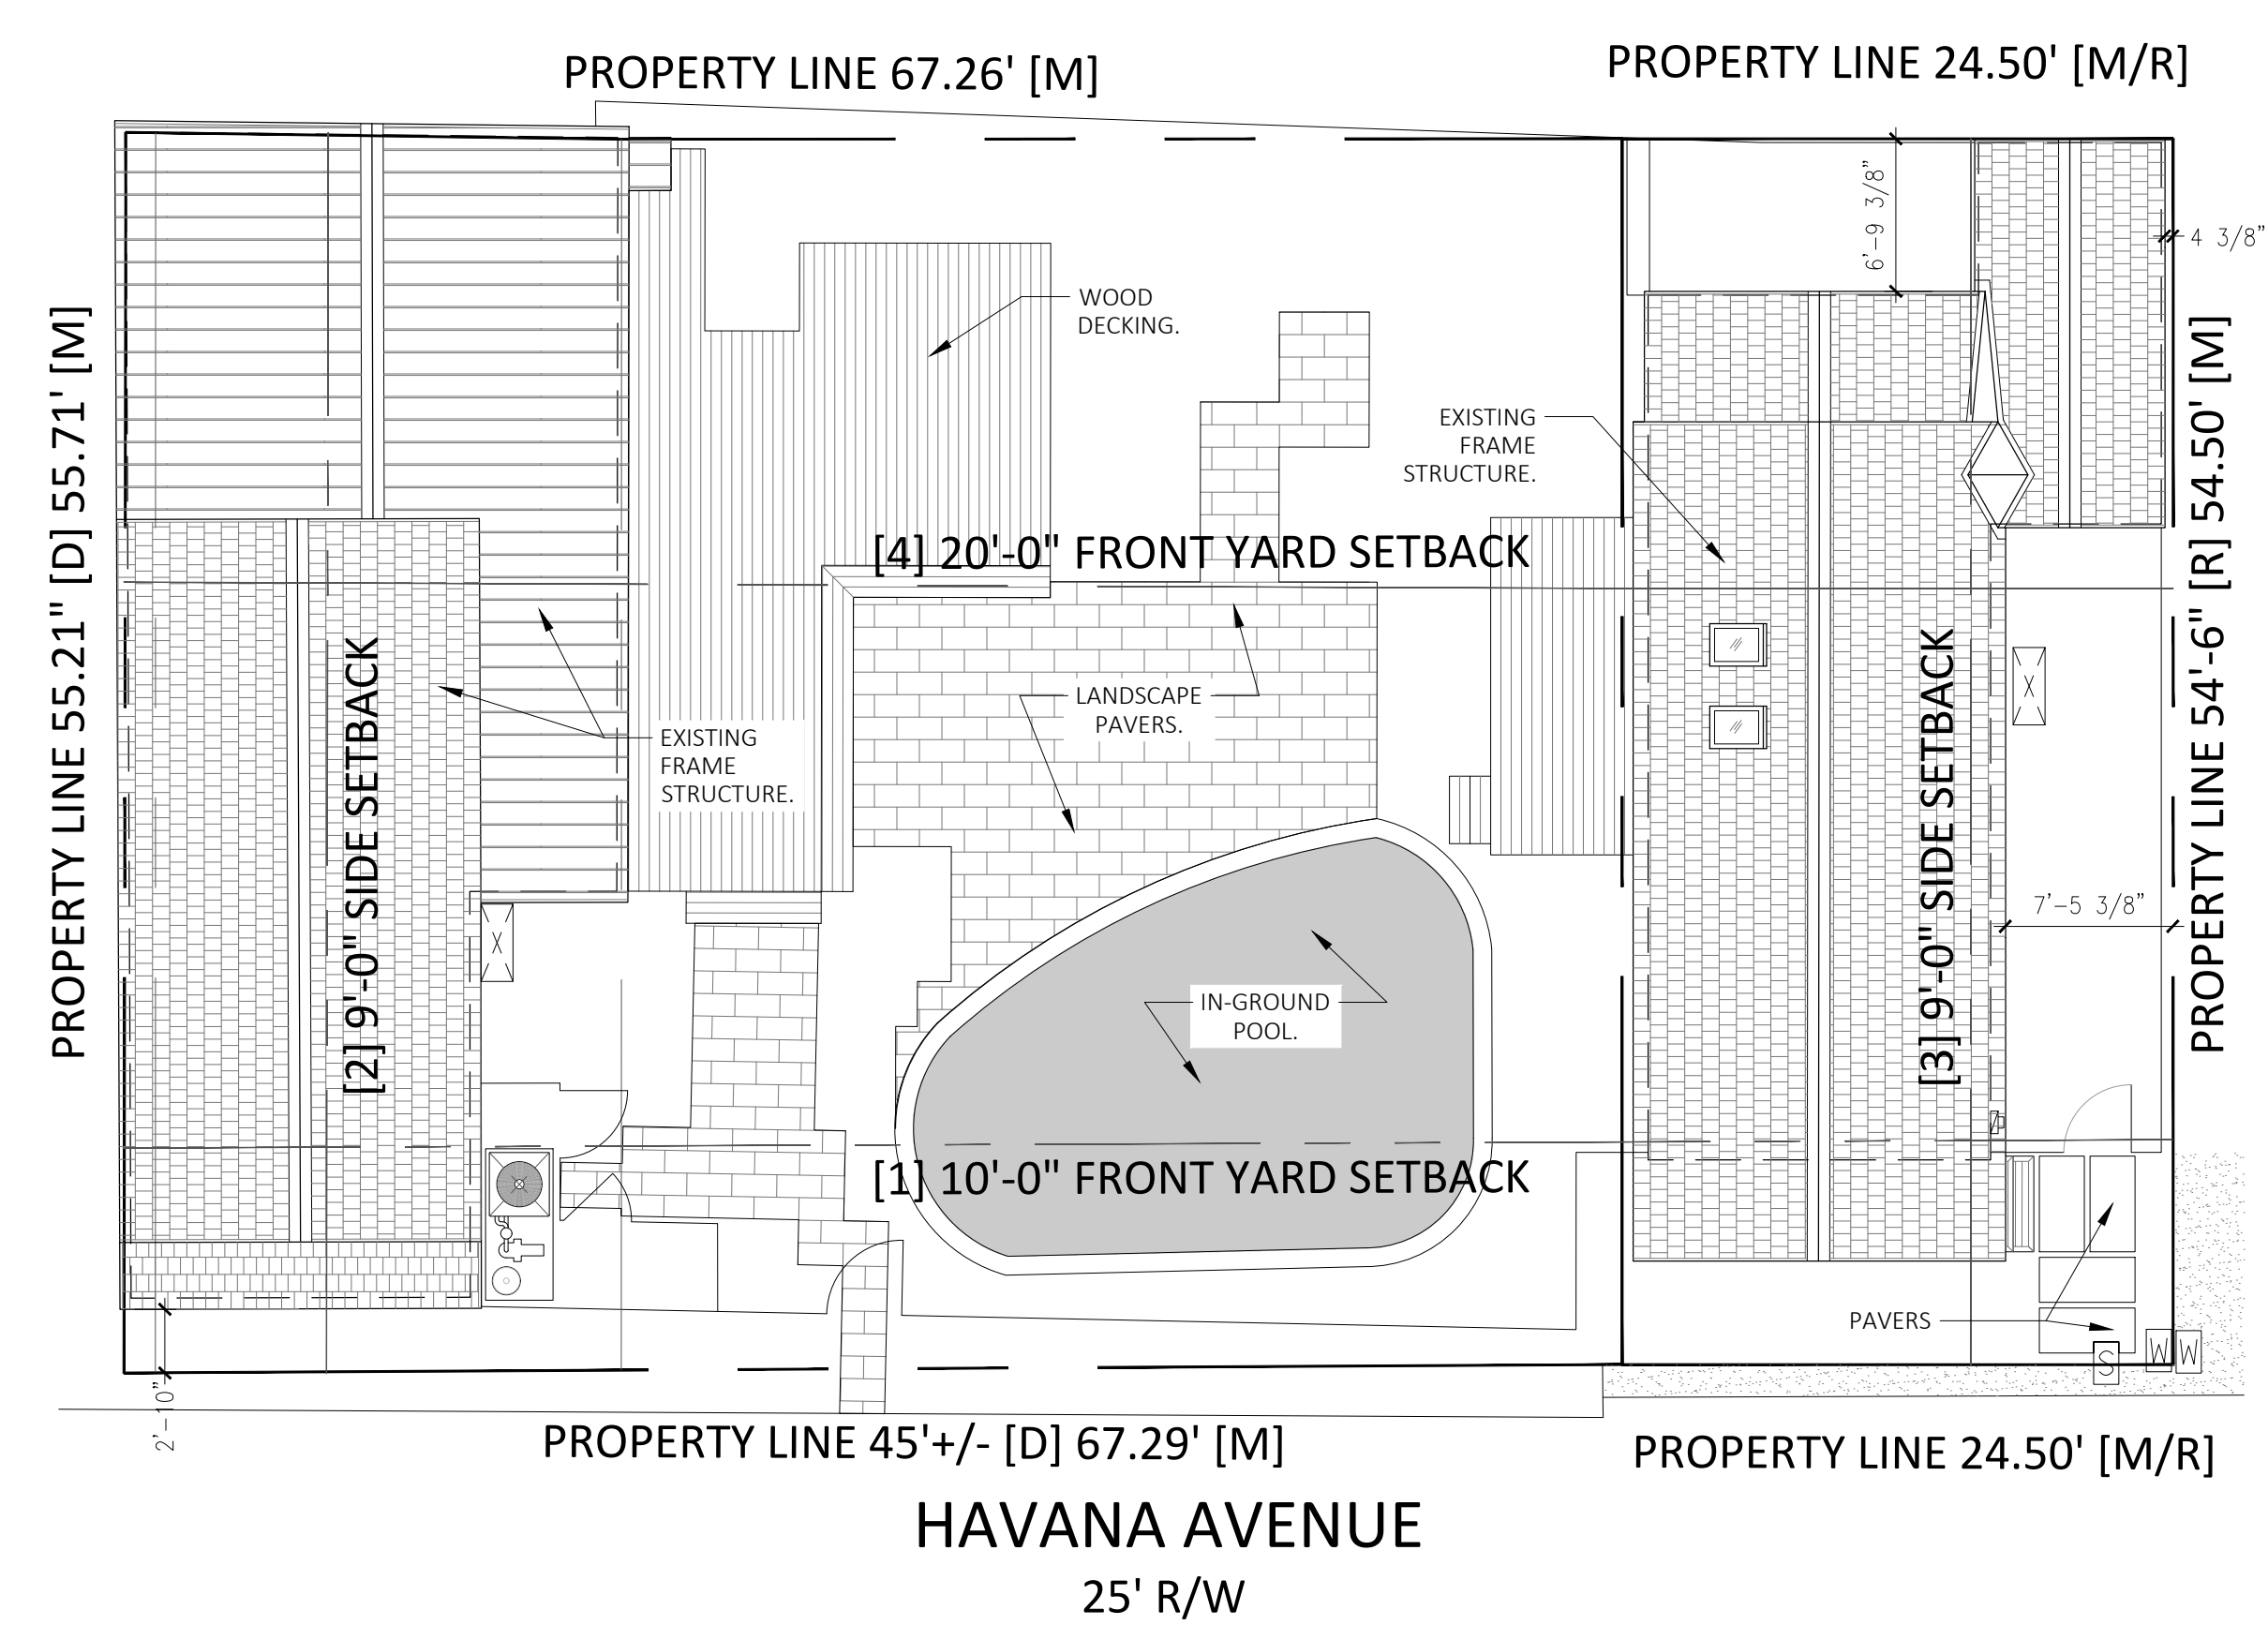 PROPERTY LINE 67.26' [M]
PROPERTY LINE 24.50' [M/R]
6'-9 3/8"
4 3/8"
WOOD
DECKING.
PROPERTY LINE 55.21" [D] 55.71' [M]
PROPERTY LINE 54'-6" [R] 54.50' [M]
EXISTING
FRAME
STRUCTURE.
[4] 20'-0" FRONT YARD SETBACK
[2] 9'-0" SIDE SETBACK
[3] 9'-0" SIDE SETBACK
LANDSCAPE
PAVERS.
EXISTING
FRAME
STRUCTURE.
X
X
7'-5 3/8"
IN-GROUND
POOL.
[1] 10'-0" FRONT YARD SETBACK
PAVERS
S
W
W
2'-10"
PROPERTY LINE 45'+/- [D] 67.29' [M]
PROPERTY LINE 24.50' [M/R]
HAVANA AVENUE
25' R/W